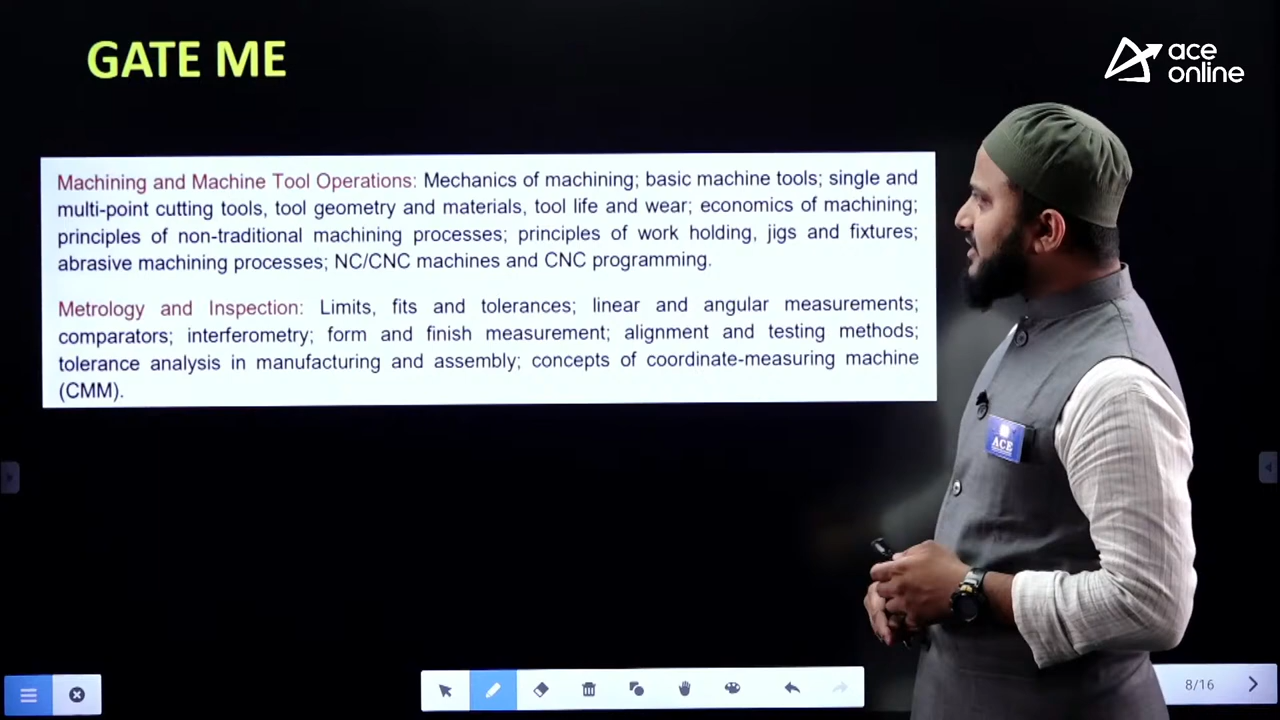 GATE ME
ace
online
Machining and Machine Tool Operations: Mechanics of machining; basic machine tools; single and
multi-point cutting tools, tool geometry and materials, tool life and wear; economics of machining;
principles of non-traditional machining processes; principles of work holding, jigs and fixtures;
abrasive machining processes; NC/CNC machines and CNC programming.
Metrology and Inspection: Limits, fits and tolerances; linear and angular measurements;
comparators; interferometry; form and finish measurement; alignment and testing methods;
tolerance analysis in manufacturing and assembly; concepts of coordinate-measuring machine
(CMM).
ACE
8/16